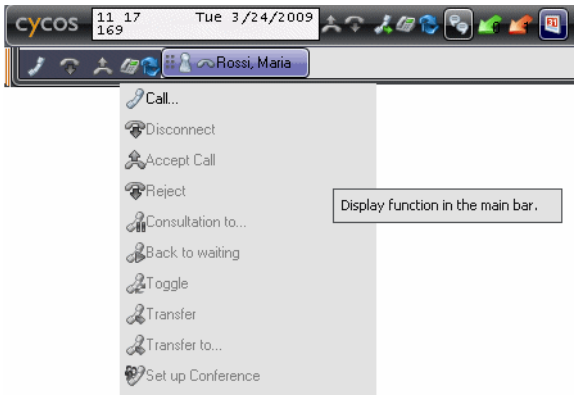 cycos 11 17 Tue 3/24/2009
169
Rossi, Maria
Call...
Disconnect
Accept Call
Reject
Display function in the main bar.
Consultation to...
Back to waiting
Toggle
Transfer
Transfer to...
Set up Conference